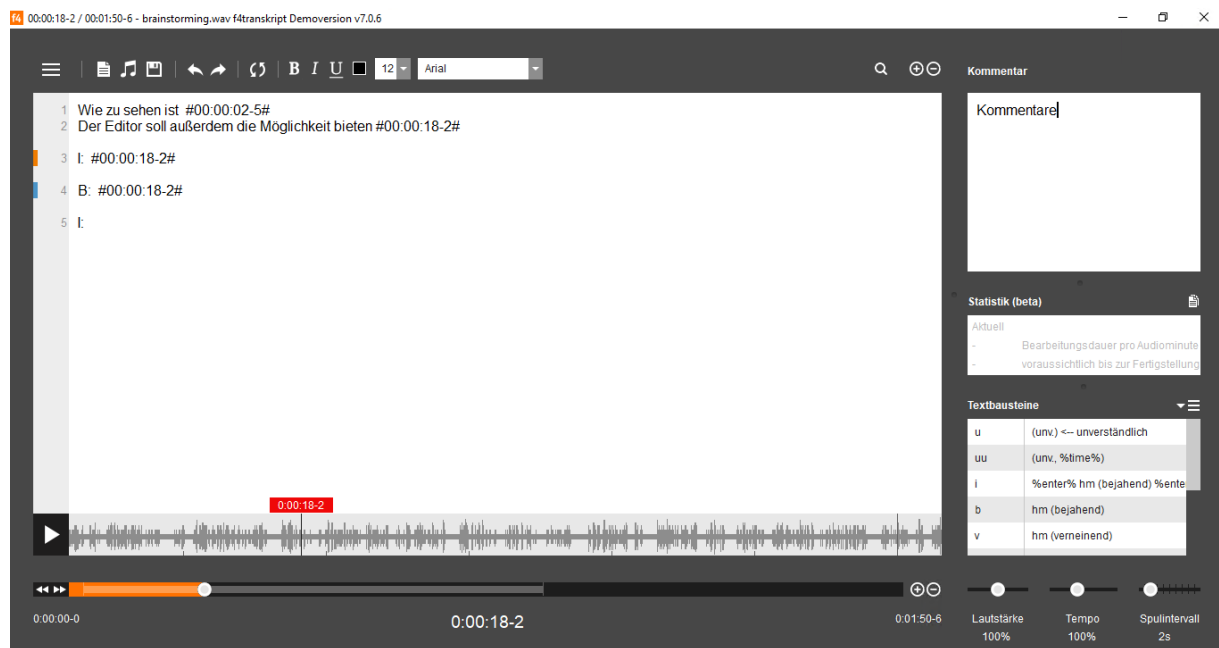 f4 00:00:18-2 / 00:01:50-6 - brainstorming.wav f4transkript Demoversion v7.0.6
B I U 12 Arial
Kommentar
1 Wie zu sehen ist #00:00:02-5#
2 Der Editor soll außerdem die Möglichkeit bieten #00:00:18-2#
3 I: #00:00:18-2#
4 B: #00:00:18-2#
5 I:
Kommentare
Statistik (beta)
Aktuell
- Bearbeitungsdauer pro Audiominute
- voraussichtlich bis zur Fertigstellung
Textbausteine
u (unv.) <-- unverständlich
uu (unv., %time%)
i %enter% hm (bejahend) %ente
b hm (bejahend)
v hm (verneinend)
0:00:18-2
0:00:00-0 0:00:18-2 0:01:50-6
Lautstärke Tempo Spulintervall
100% 100% 2s